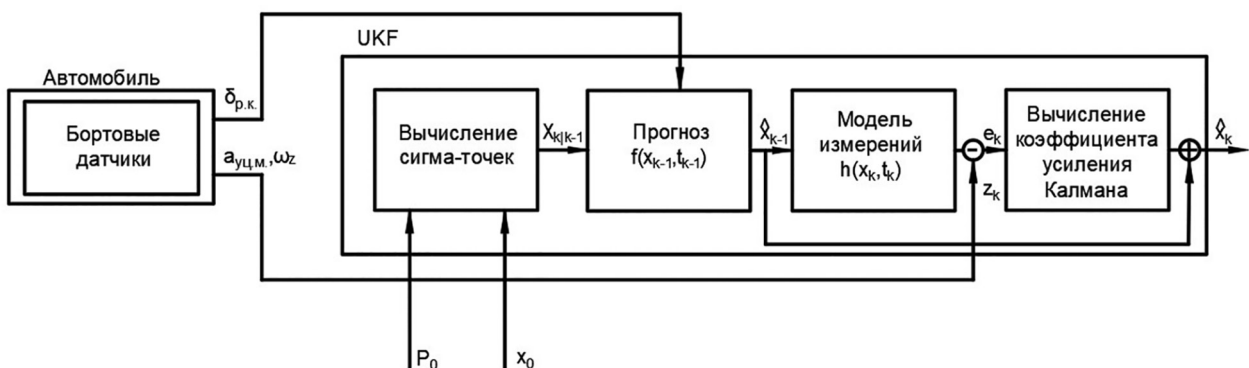 UKF
Автомобиль
δр.к.
Бортовые
датчики
aуц.м.,ωz
Вычисление
сигма-точек
Xk|k-1
Прогноз
f(xk-1,tk-1)
x̂k-1
Модель
измерений
h(xk,tk)
ek
zk
Вычисление
коэффициента
усиления
Калмана
x̂k
P0
x0